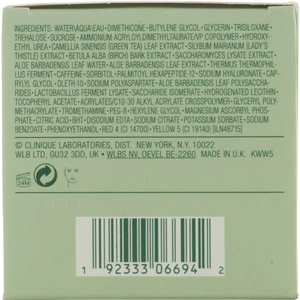 INGREDIENTS: WATER\AQUA\EAU • DIMETHICONE • BUTYLENE GLYCOL • GLYCERIN • TRISILOXANE •
TREHALOSE • SUCROSE • AMMONIUM ACRYLOYLDIMETHYLTAURATE/VP COPOLYMER • HYDROXY-
ETHYL UREA • CAMELLIA SINENSIS (GREEN TEA) LEAF EXTRACT • SILYBUM MARIANUM (LADY'S
THISTLE) EXTRACT • BETULA ALBA (BIRCH) BARK EXTRACT • SACCHAROMYCES LYSATE EXTRACT •
ALOE BARBADENSIS LEAF WATER • ALOE BARBADENSIS LEAF EXTRACT • THERMUS THERMOPHIL-
LUS FERMENT • CAFFEINE • SORBITOL • PALMITOYL HEXAPEPTIDE-12 • SODIUM HYALURONATE • CAP-
RYLYL GLYCOL • OLETH-10 • SODIUM POLYASPARTATE • ALOE BARBADENSIS LEAF POLYSACCHA-
RIDES • LACTOBACILLUS FERMENT LYSATE • SACCHARIDE ISOMERATE • HYDROGENATED LECITHIN •
TOCOPHERYL ACETATE • ACRYLATES/C10-30 ALKYL ACRYLATE CROSSPOLYMER • GLYCERYL POLY-
METHACRYLATE • TROMETHAMINE • PEG-8 • HEXYLENE GLYCOL • MAGNESIUM ASCORBYL PHOSPH-
ATE • CITRIC ACID • BHT • DISODIUM EDTA • SODIUM CITRATE • POTASSIUM SORBATE • SODIUM
BENZOATE • PHENOXYETHANOL • RED 4 (CI 14700) • YELLOW 5 (CI 19140) [ILN48715]
© CLINIQUE LABORATORIES, DIST. NEW YORK, N.Y. 10022
WLB LTD, GU32 3DD, UK • WLBS NV. DEVEL BE-2260 MADE IN U.K. KWW5
24M
1 92333 06694 2